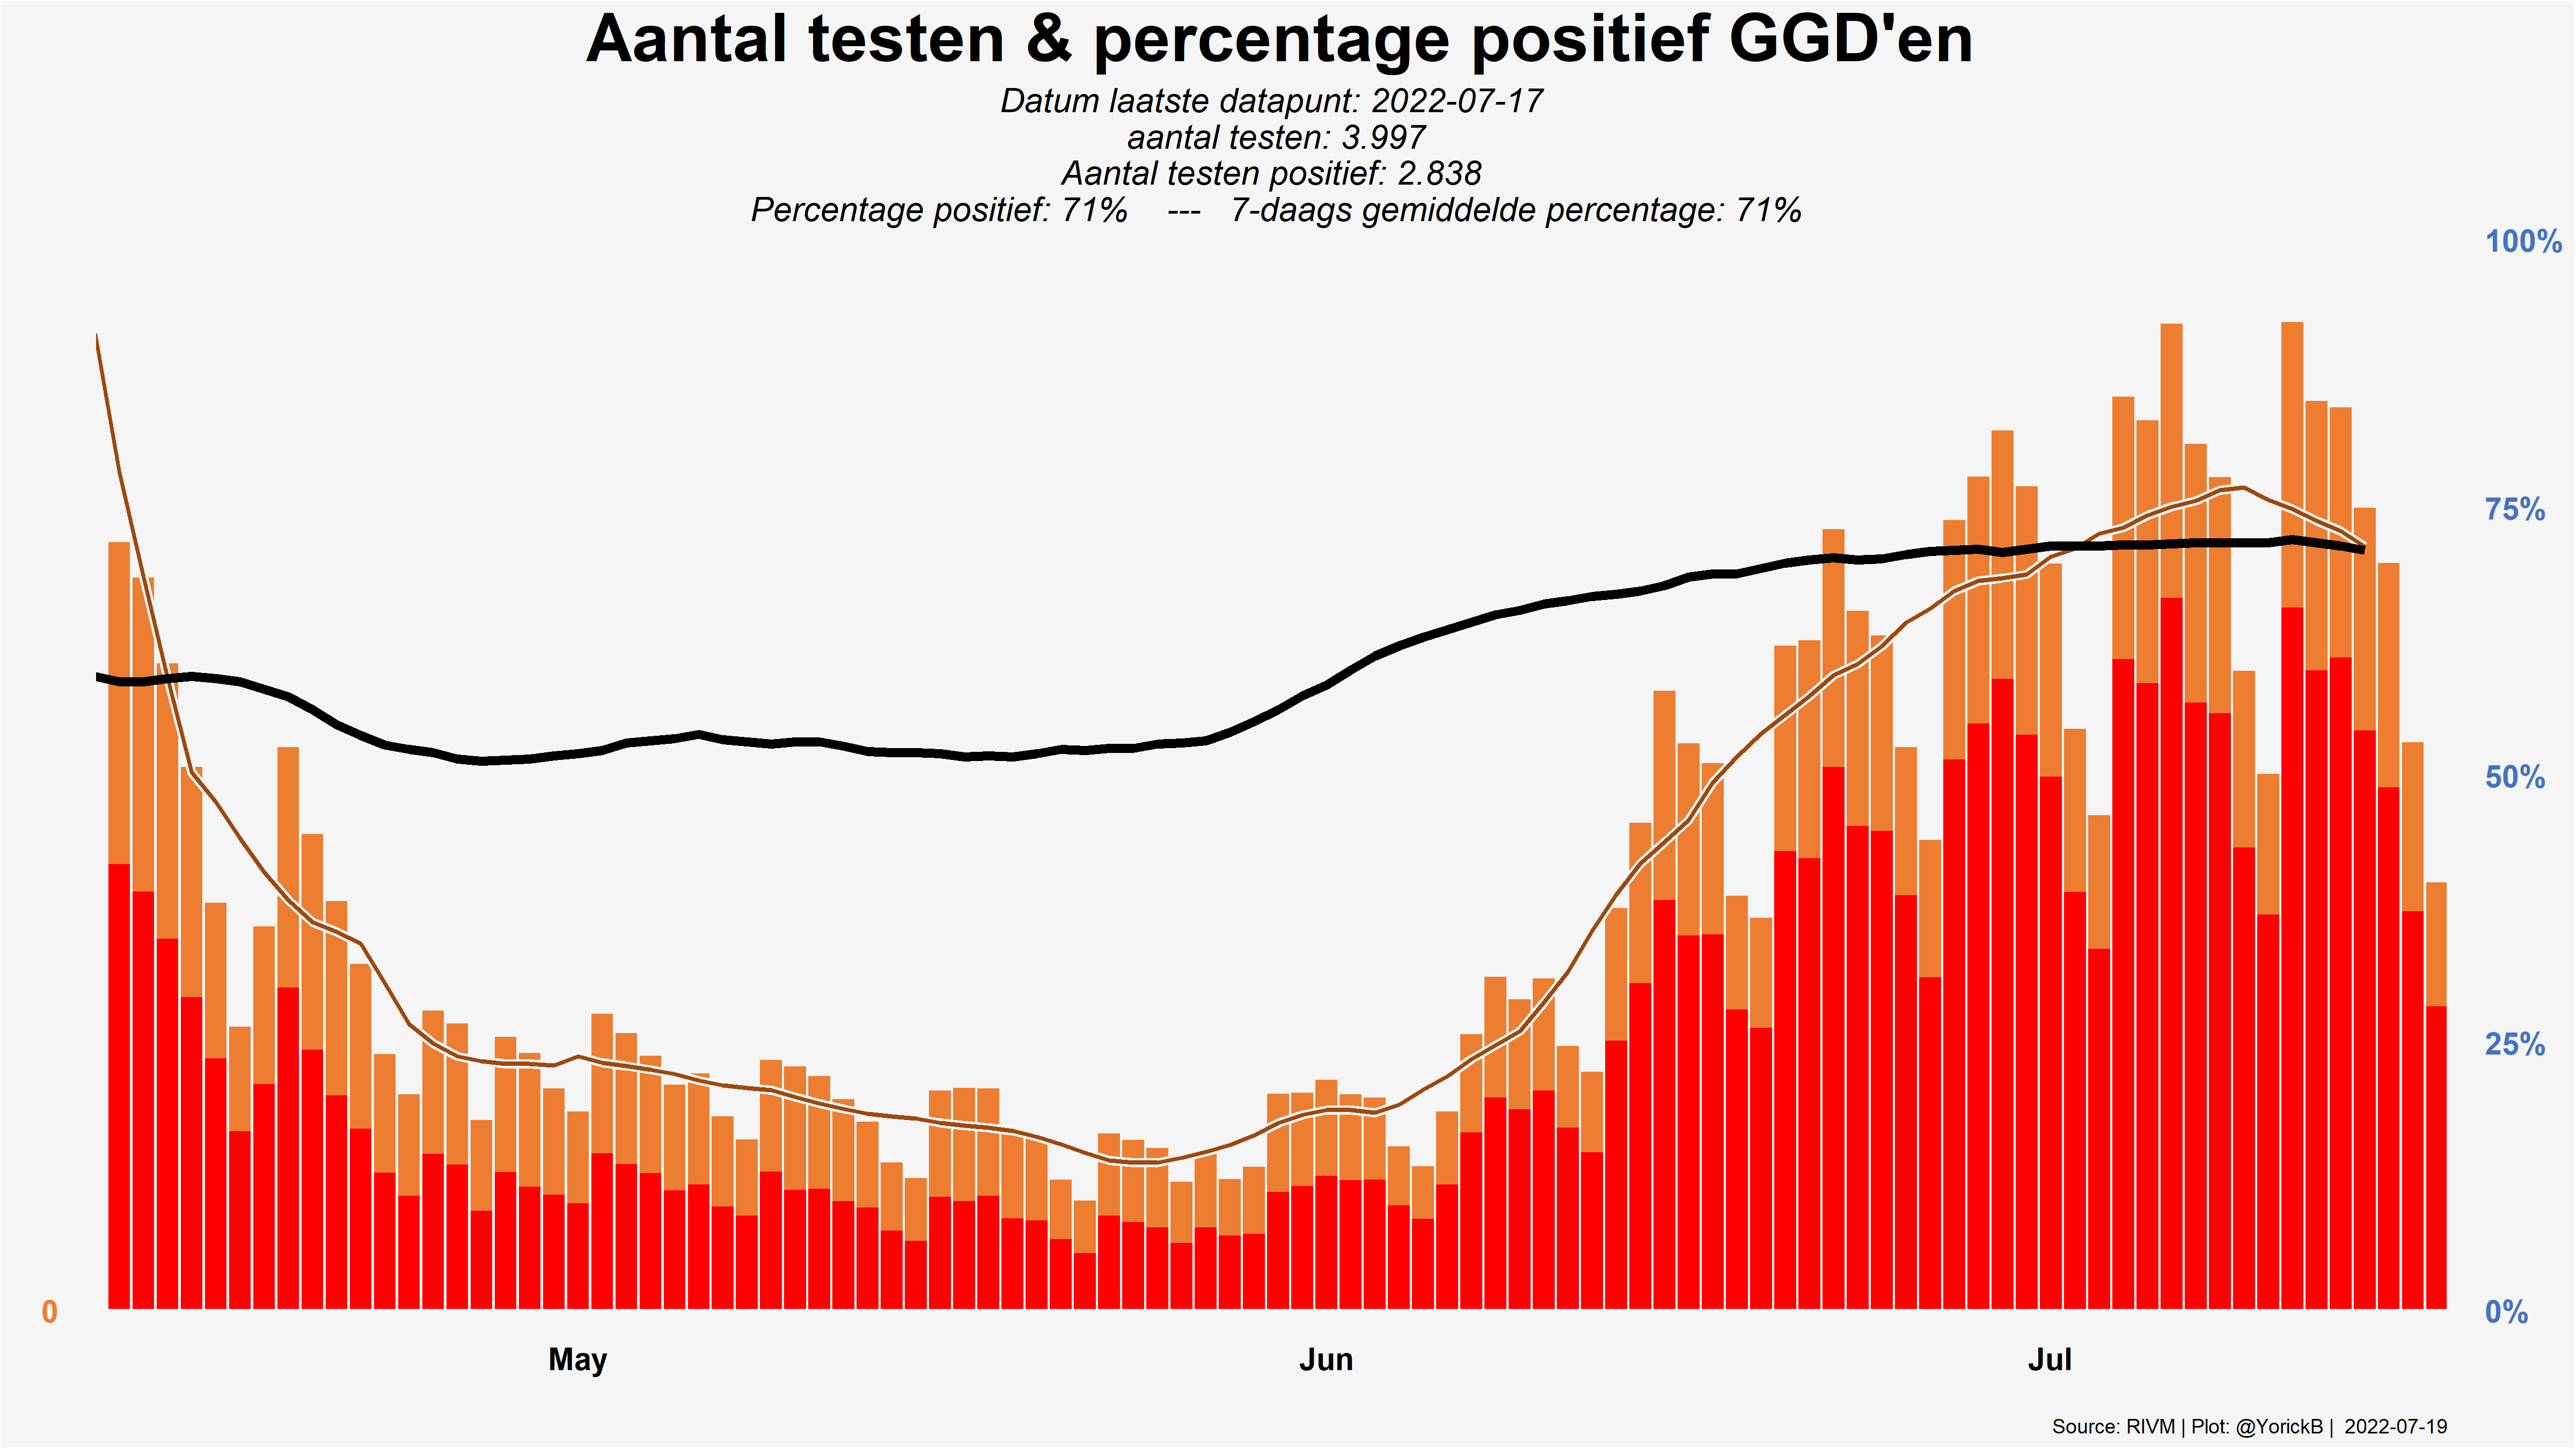 Aantal testen & percentage positief GGD'en
Datum laatste datapunt: 2022-07-17
aantal testen: 3.997
Aantal testen positief: 2.838
Percentage positief: 71% --- 7-daags gemiddelde percentage: 71%
100%
75%
50%
25%
0%
0
May Jun Jul
Source: RIVM | Plot: @YorickB | 2022-07-19